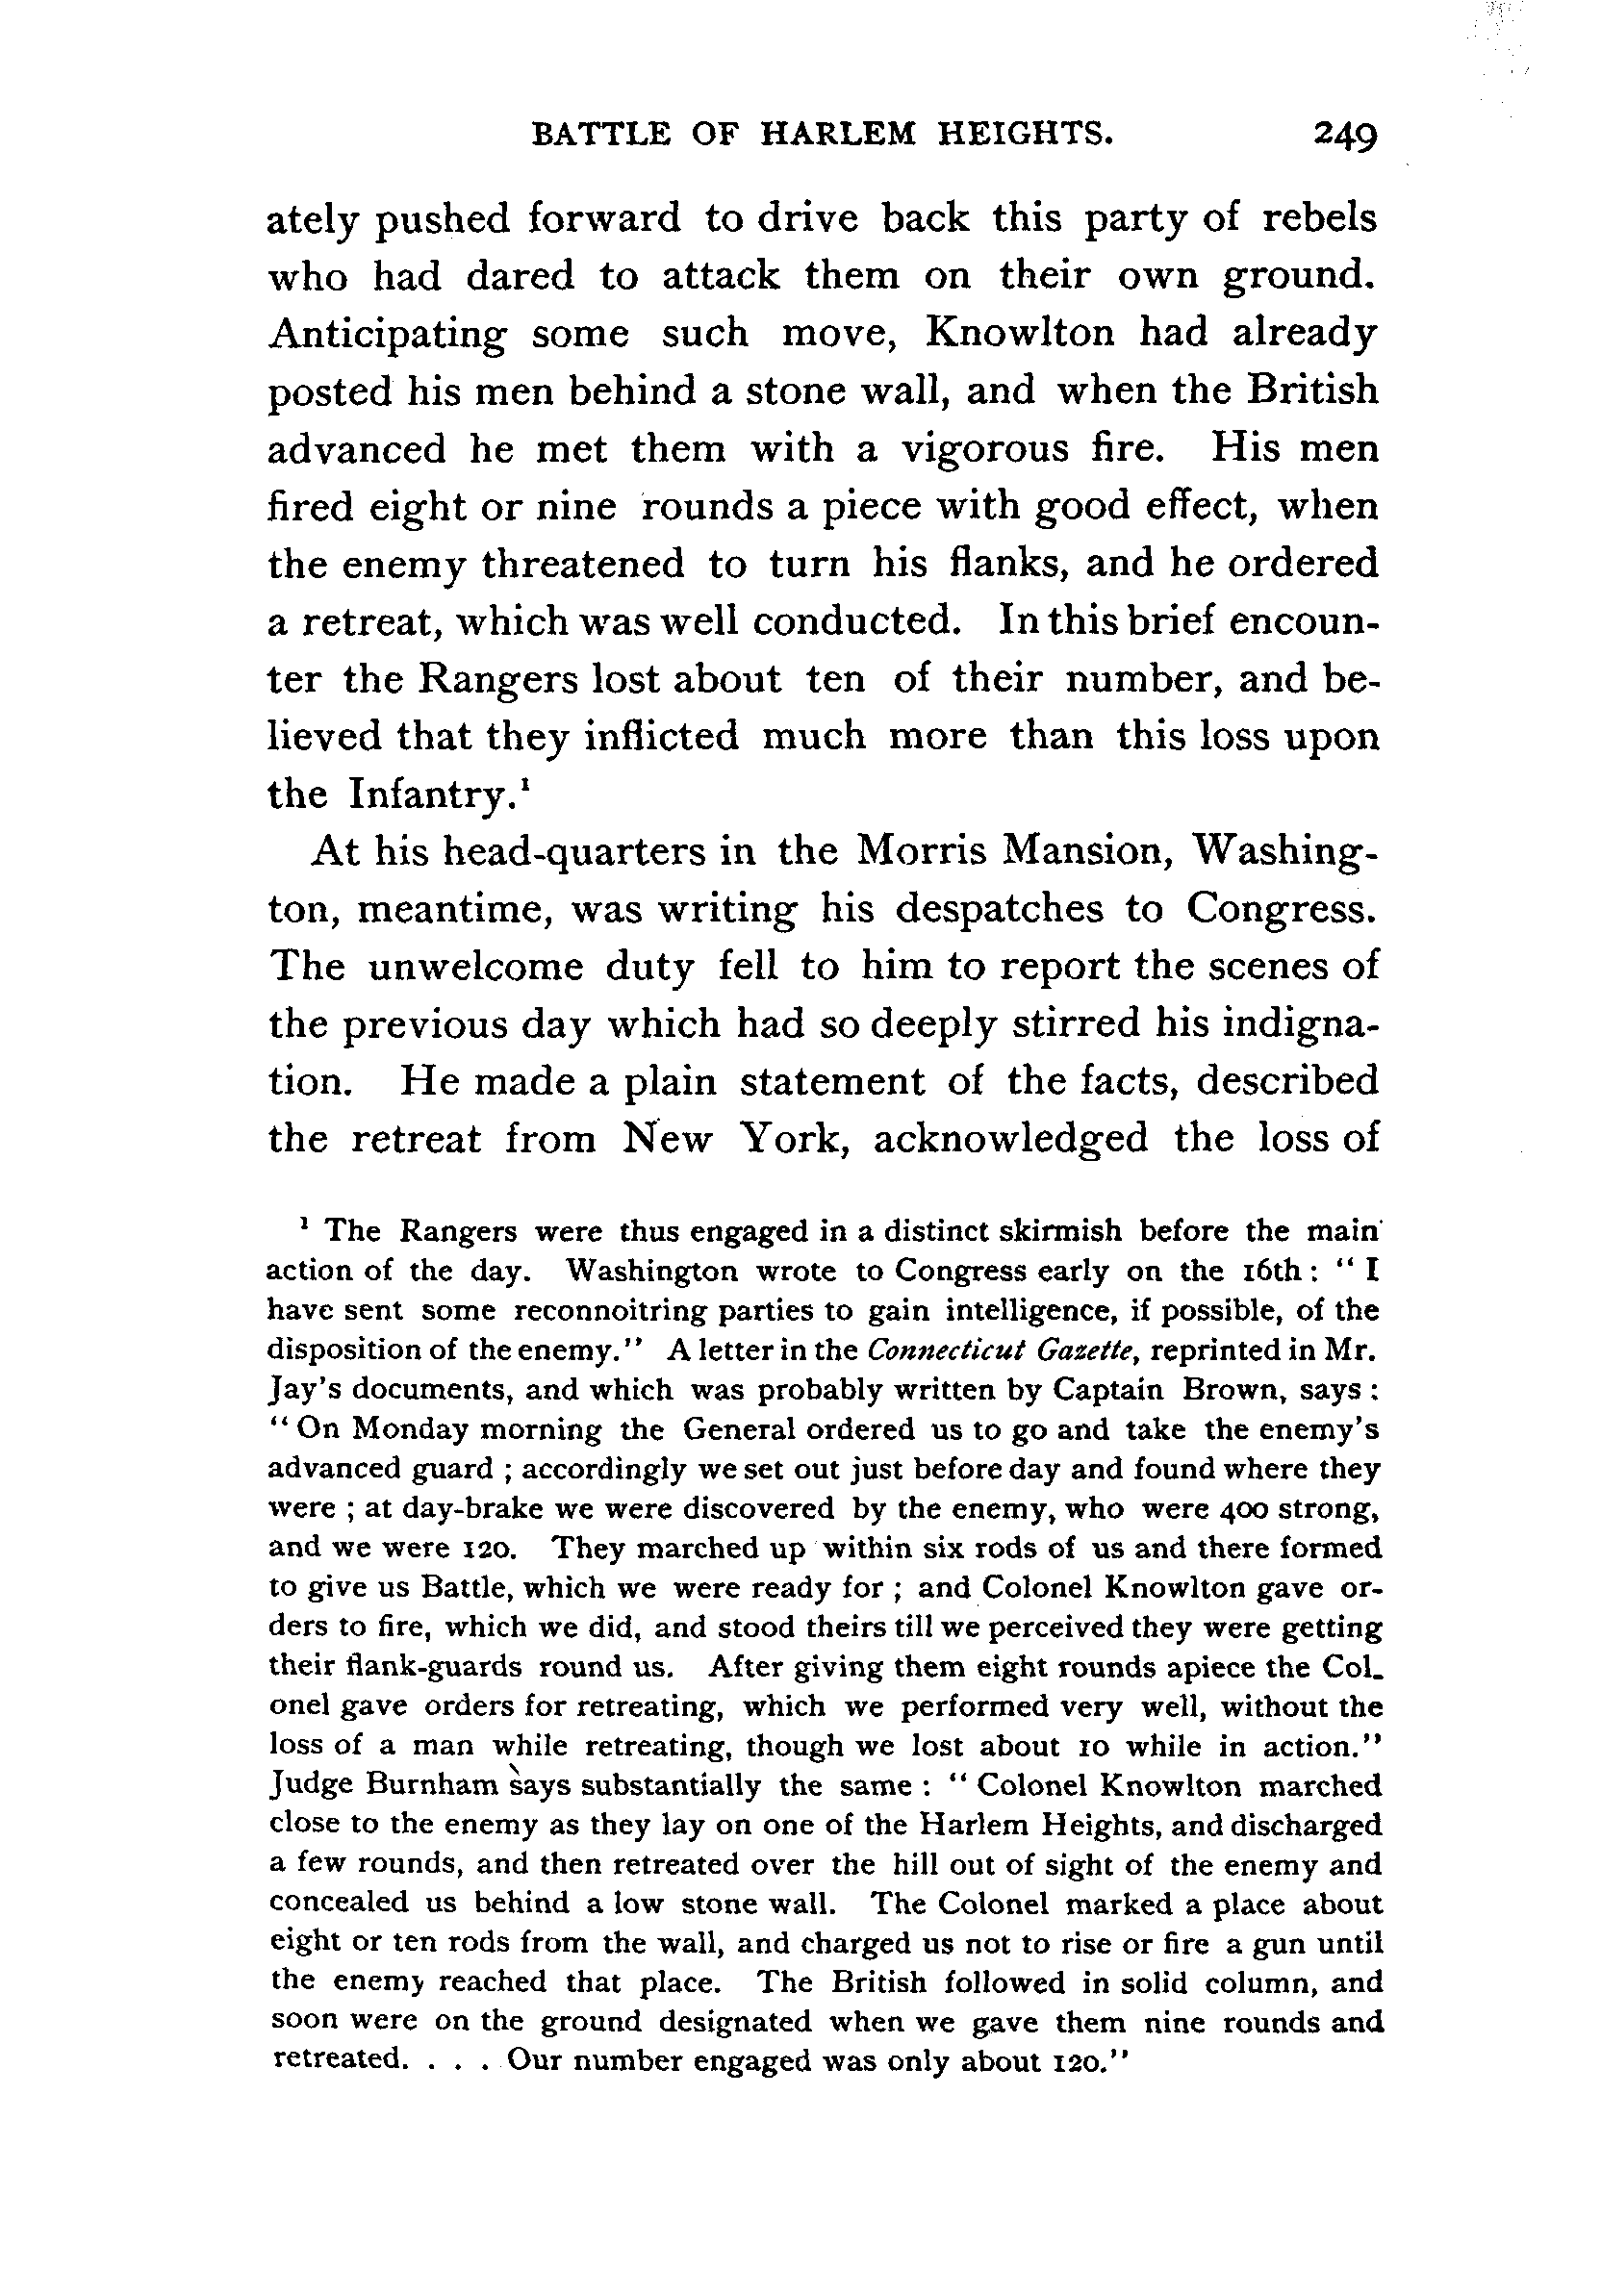 BATTLE OF HARLEM HEIGHTS. 249
ately pushed forward to drive back this party of rebels
who had dared to attack them on their own ground.
Anticipating some such move, Knowlton had already
posted his men behind a stone wall, and when the British
advanced he met them with a vigorous fire. His men
fired eight or nine rounds a piece with good effect, when
the enemy threatened to turn his flanks, and he ordered
a retreat, which was well conducted. In this brief encoun-
ter the Rangers lost about ten of their number, and be-
lieved that they inflicted much more than this loss upon
the Infantry.¹
At his head-quarters in the Morris Mansion, Washing-
ton, meantime, was writing his despatches to Congress.
The unwelcome duty fell to him to report the scenes of
the previous day which had so deeply stirred his indigna-
tion. He made a plain statement of the facts, described
the retreat from New York, acknowledged the loss of
¹ The Rangers were thus engaged in a distinct skirmish before the main
action of the day. Washington wrote to Congress early on the 16th: "I
have sent some reconnoitring parties to gain intelligence, if possible, of the
disposition of the enemy." A letter in the Connecticut Gazette, reprinted in Mr.
Jay's documents, and which was probably written by Captain Brown, says:
"On Monday morning the General ordered us to go and take the enemy's
advanced guard; accordingly we set out just before day and found where they
were; at day-brake we were discovered by the enemy, who were 400 strong,
and we were 120. They marched up within six rods of us and there formed
to give us Battle, which we were ready for; and Colonel Knowlton gave or-
ders to fire, which we did, and stood theirs till we perceived they were getting
their flank-guards round us. After giving them eight rounds apiece the Col-
onel gave orders for retreating, which we performed very well, without the
loss of a man while retreating, though we lost about 10 while in action."
Judge Burnham says substantially the same: "Colonel Knowlton marched
close to the enemy as they lay on one of the Harlem Heights, and discharged
a few rounds, and then retreated over the hill out of sight of the enemy and
concealed us behind a low stone wall. The Colonel marked a place about
eight or ten rods from the wall, and charged us not to rise or fire a gun until
the enemy reached that place. The British followed in solid column, and
soon were on the ground designated when we gave them nine rounds and
retreated. . . . Our number engaged was only about 120."